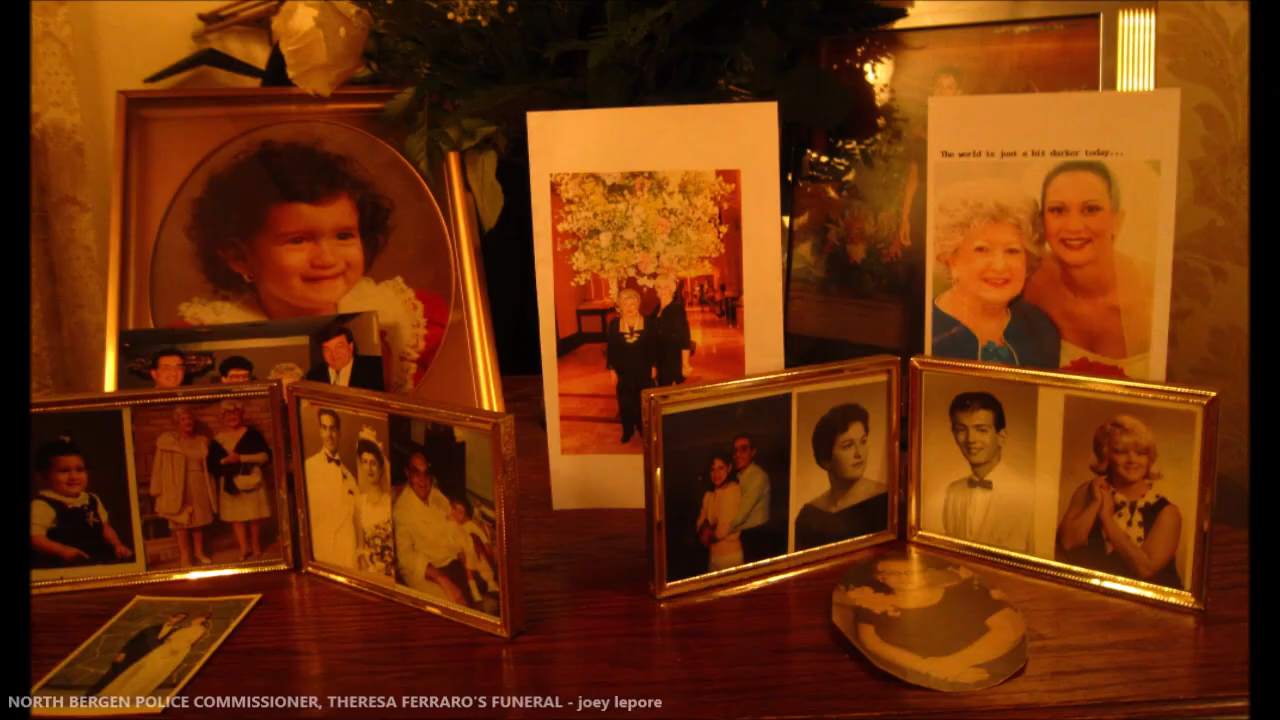 The world is just a bit darker today...
NORTH BERGEN POLICE COMMISSIONER, THERESA FERRARO'S FUNERAL - joey lepore